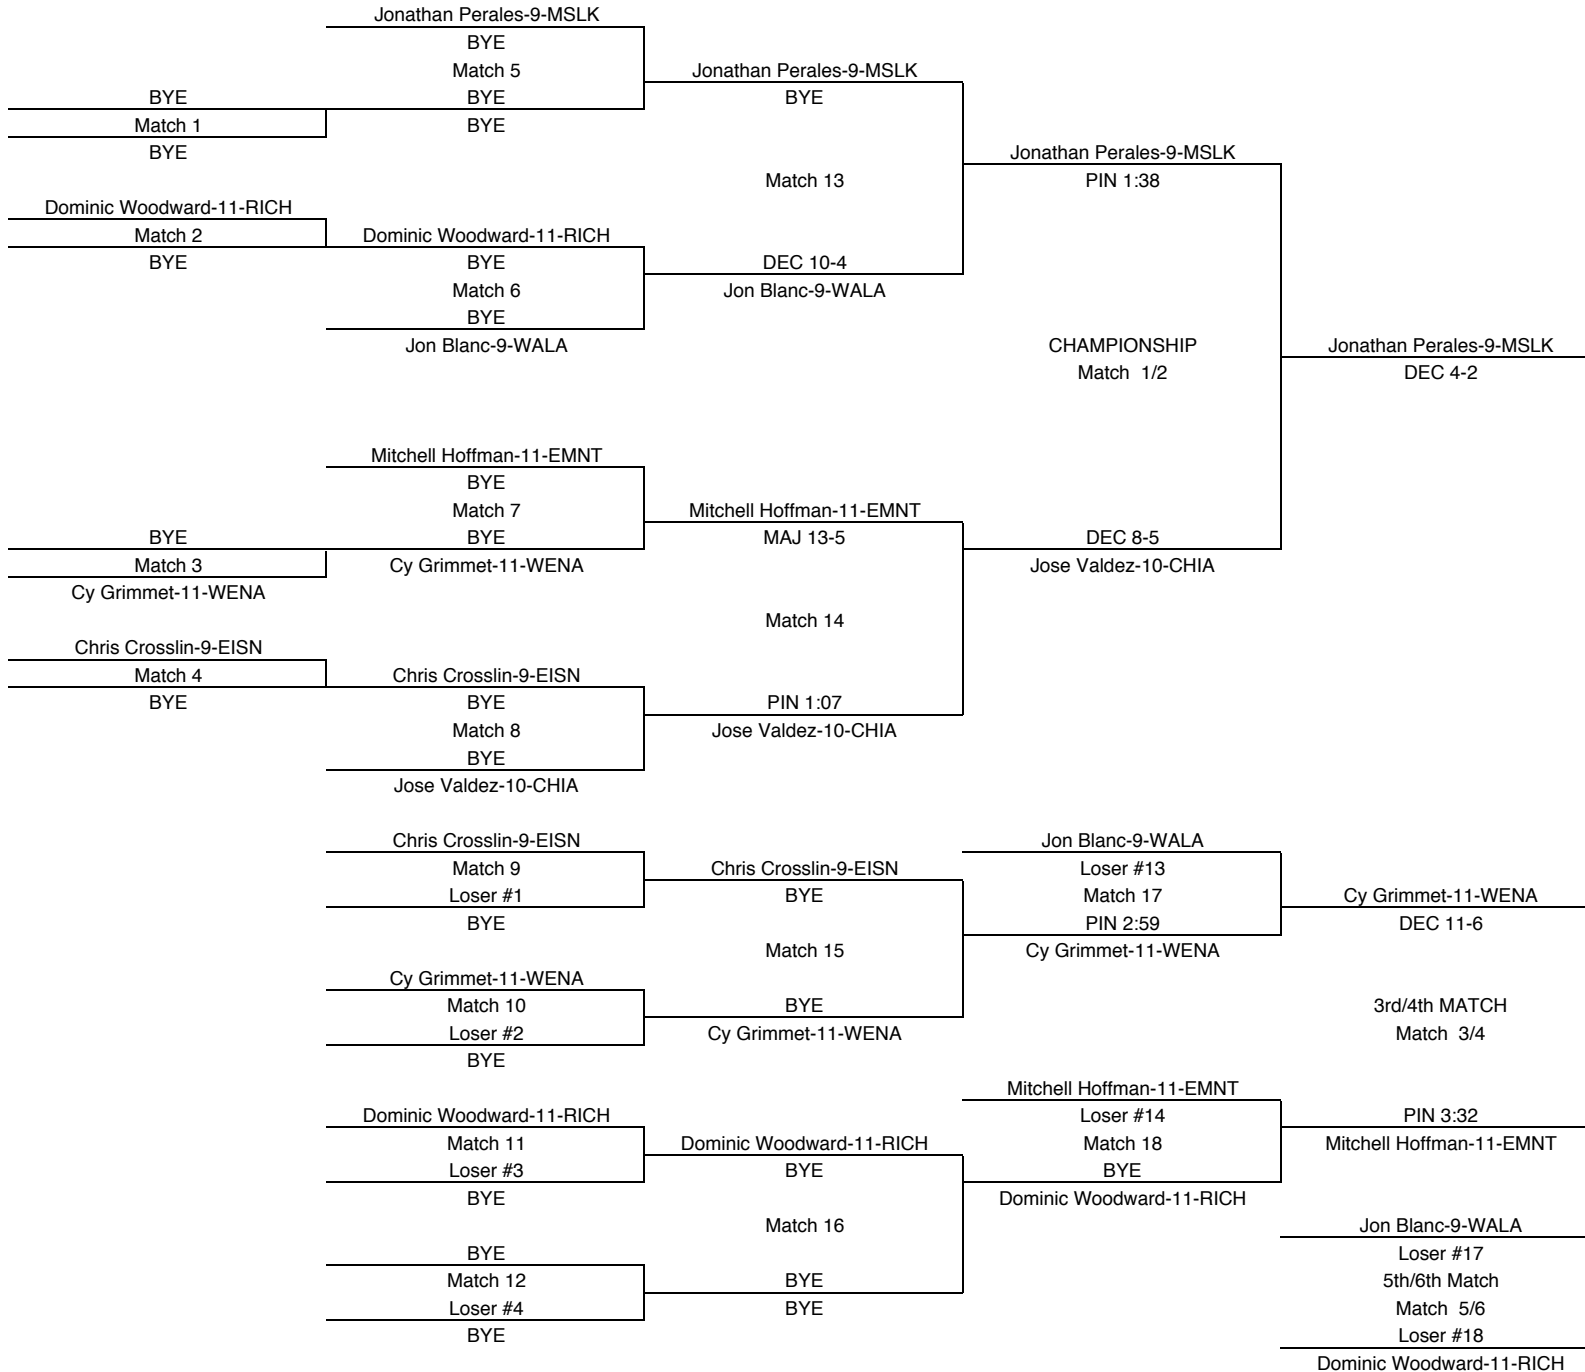 Jonathan Perales-9-MSLK
BYE
Match 5
BYE
BYE
Jonathan Perales-9-MSLK
BYE
BYE
Match 1
BYE
Match 13
Jonathan Perales-9-MSLK
PIN 1:38
Dominic Woodward-11-RICH
Match 2
BYE
Dominic Woodward-11-RICH
BYE
Match 6
BYE
Jon Blanc-9-WALA
DEC 10-4
Jon Blanc-9-WALA
CHAMPIONSHIP
Match 1/2
Jonathan Perales-9-MSLK
DEC 4-2
Mitchell Hoffman-11-EMNT
BYE
Match 7
BYE
Cy Grimmet-11-WENA
Mitchell Hoffman-11-EMNT
MAJ 13-5
BYE
Match 3
Cy Grimmet-11-WENA
Match 14
DEC 8-5
Jose Valdez-10-CHIA
Chris Crosslin-9-EISN
Match 4
BYE
Chris Crosslin-9-EISN
BYE
Match 8
BYE
Jose Valdez-10-CHIA
PIN 1:07
Jose Valdez-10-CHIA
Chris Crosslin-9-EISN
Match 9
Loser #1
BYE
Chris Crosslin-9-EISN
BYE
Match 15
Jon Blanc-9-WALA
Loser #13
Match 17
PIN 2:59
Cy Grimmet-11-WENA
Cy Grimmet-11-WENA
DEC 11-6
Cy Grimmet-11-WENA
Match 10
Loser #2
BYE
BYE
Cy Grimmet-11-WENA
3rd/4th MATCH
Match 3/4
Mitchell Hoffman-11-EMNT
Loser #14
Match 18
BYE
Dominic Woodward-11-RICH
PIN 3:32
Mitchell Hoffman-11-EMNT
Dominic Woodward-11-RICH
Match 11
Loser #3
BYE
Dominic Woodward-11-RICH
BYE
Match 16
BYE
Match 12
Loser #4
BYE
BYE
BYE
Jon Blanc-9-WALA
Loser #17
5th/6th Match
Match 5/6
Loser #18
Dominic Woodward-11-RICH